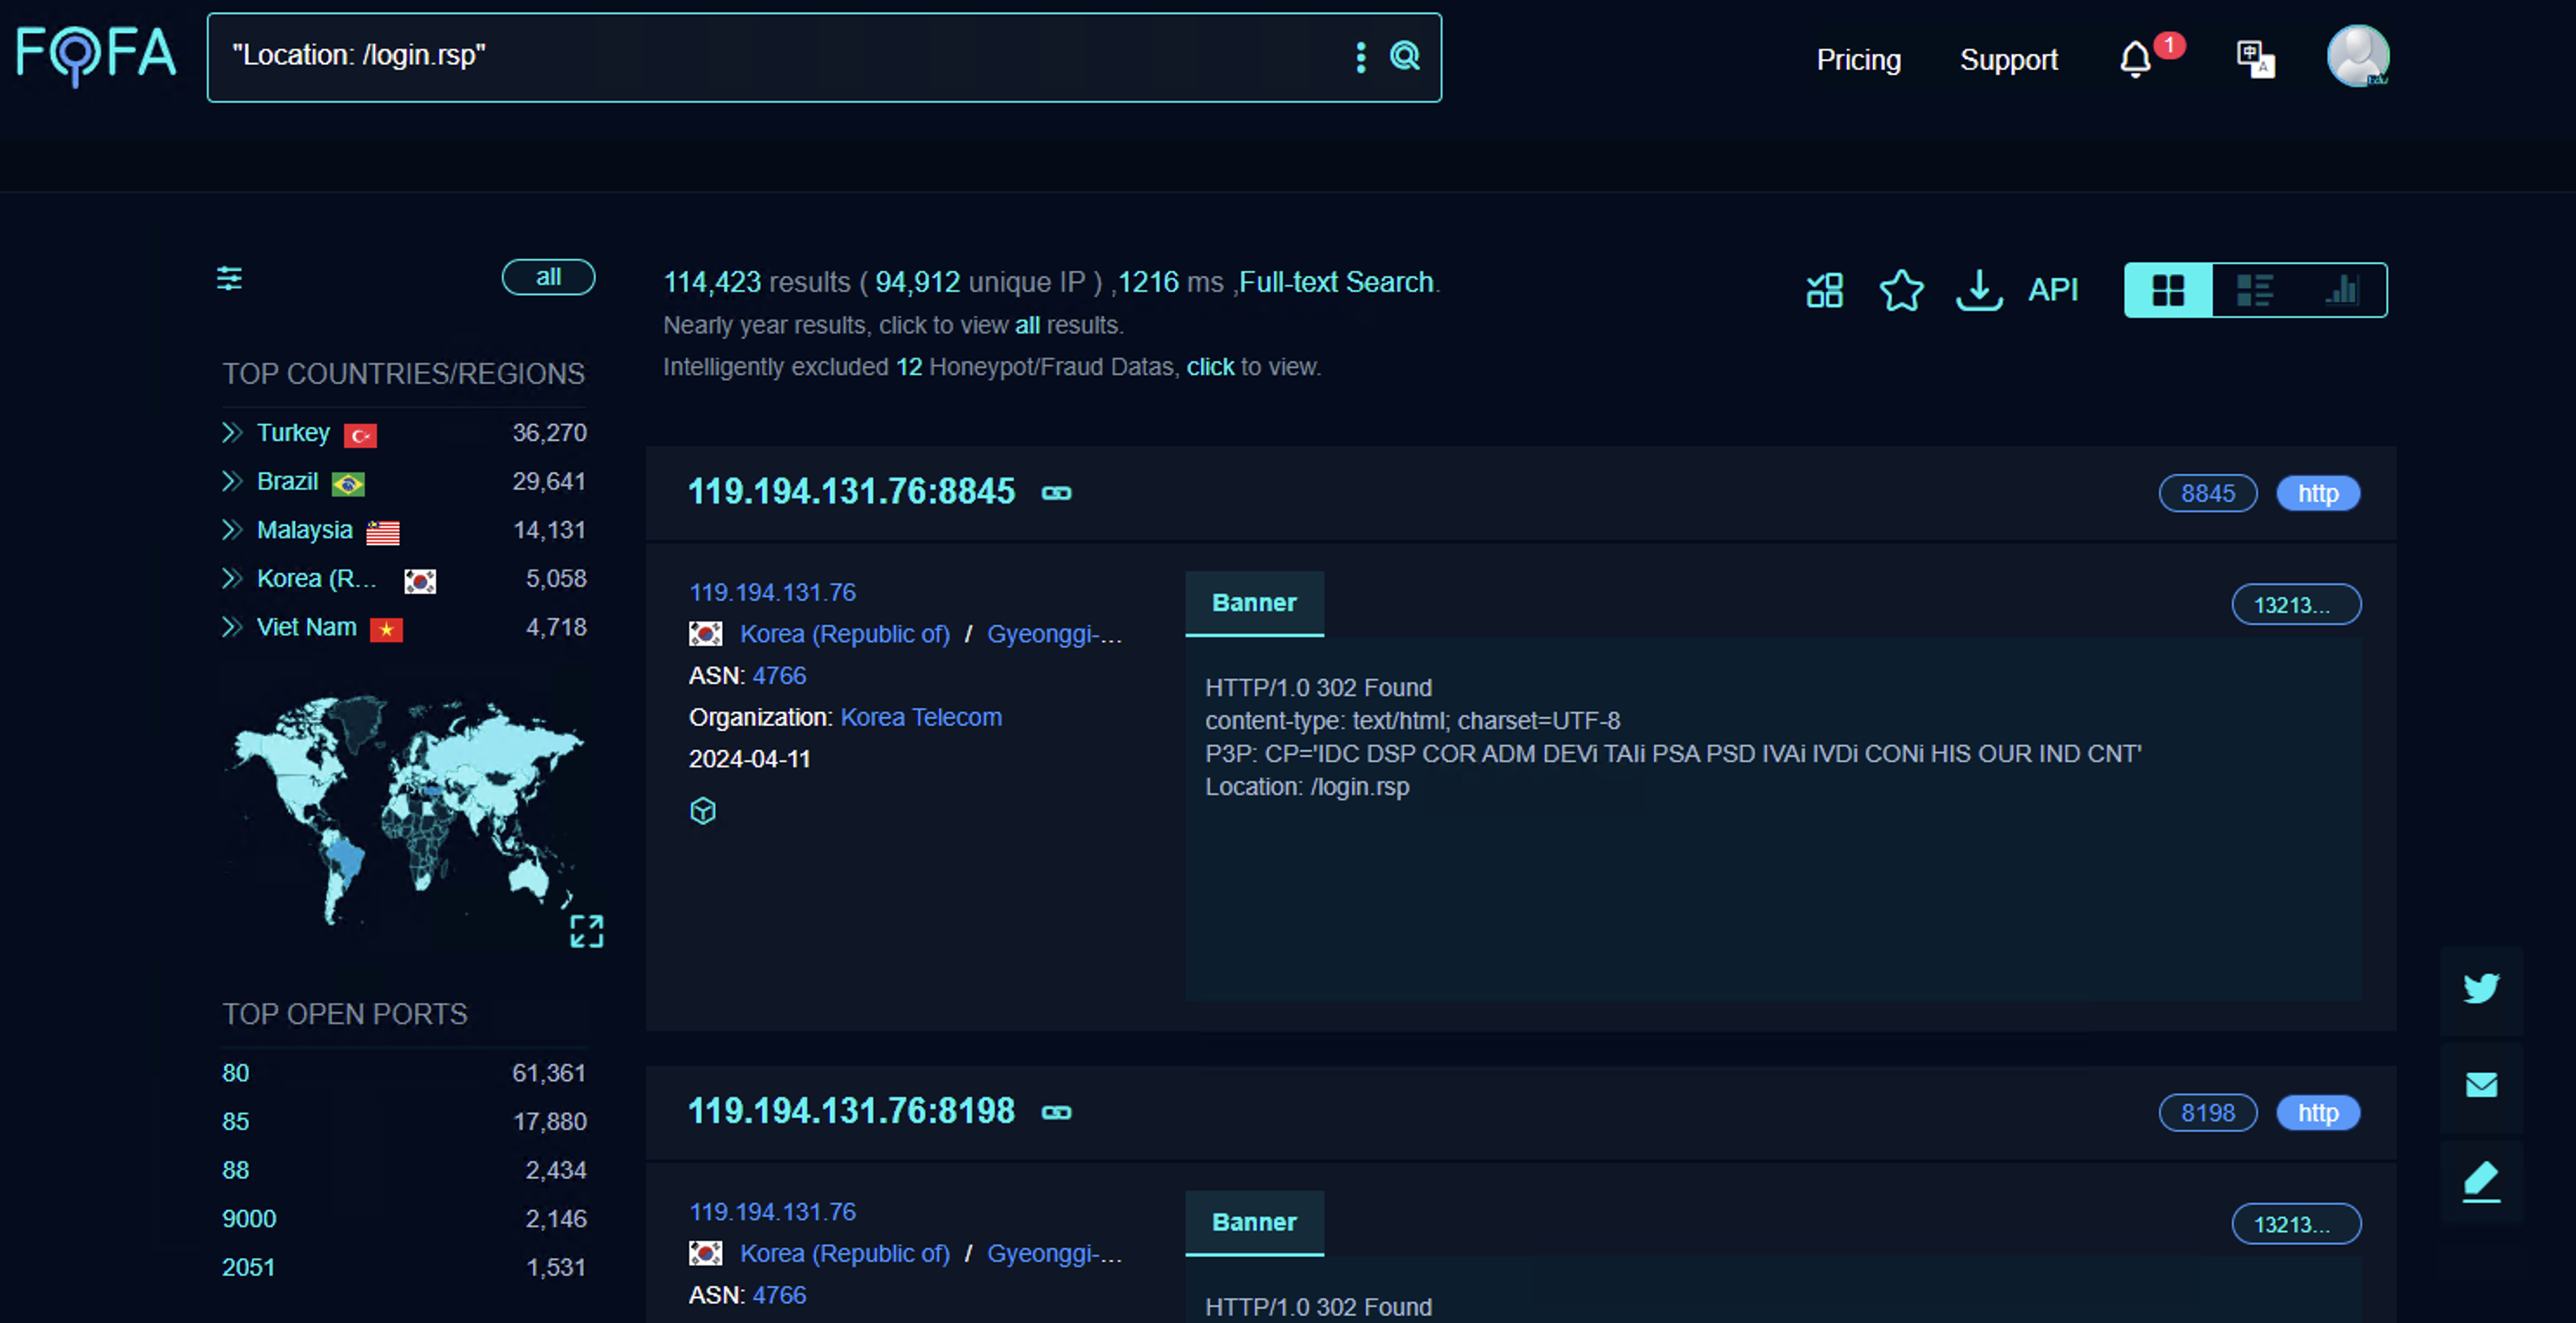 FOFA
"Location: /login.rsp"
Pricing
Support
1
all
TOP COUNTRIES/REGIONS
Turkey 36,270
Brazil 29,641
Malaysia 14,131
Korea (R... 5,058
Viet Nam 4,718
TOP OPEN PORTS
80 61,361
85 17,880
88 2,434
9000 2,146
2051 1,531
114,423 results ( 94,912 unique IP ) ,1216 ms ,Full-text Search.
Nearly year results, click to view all results.
Intelligently excluded 12 Honeypot/Fraud Datas, click to view.
API
119.194.131.76:8845
8845 http
119.194.131.76
Korea (Republic of) / Gyeonggi-...
ASN: 4766
Organization: Korea Telecom
2024-04-11
Banner
13213...
HTTP/1.0 302 Found
content-type: text/html; charset=UTF-8
P3P: CP='IDC DSP COR ADM DEVi TAIi PSA PSD IVAi IVDi CONi HIS OUR IND CNT'
Location: /login.rsp
119.194.131.76:8198
8198 http
119.194.131.76
Korea (Republic of) / Gyeonggi-...
ASN: 4766
Banner
13213...
HTTP/1.0 302 Found